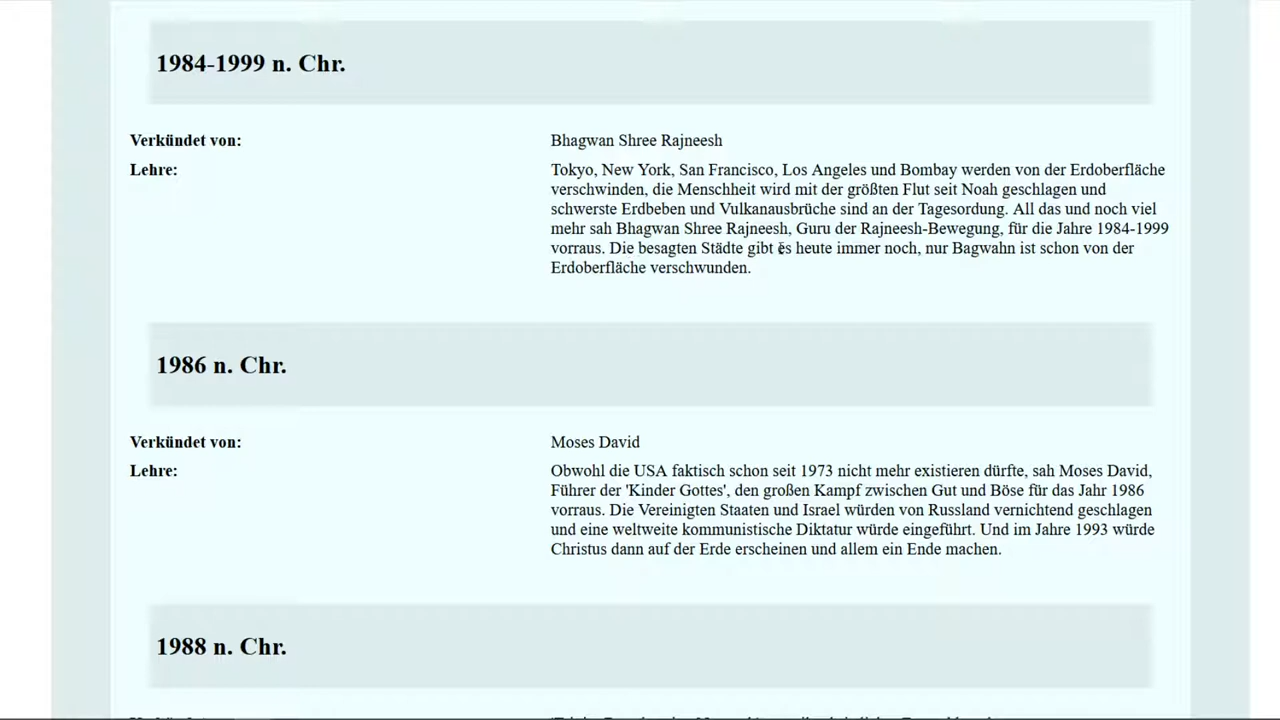 1984-1999 n. Chr.
Verkündet von: Bhagwan Shree Rajneesh
Lehre: Tokyo, New York, San Francisco, Los Angeles und Bombay werden von der Erdoberfläche
verschwinden, die Menschheit wird mit der größten Flut seit Noah geschlagen und
schwerste Erdbeben und Vulkanausbrüche sind an der Tagesordung. All das und noch viel
mehr sah Bhagwan Shree Rajneesh, Guru der Rajneesh-Bewegung, für die Jahre 1984-1999
vorraus. Die besagten Städte gibt es heute immer noch, nur Bagwahn ist schon von der
Erdoberfläche verschwunden.
1986 n. Chr.
Verkündet von: Moses David
Lehre: Obwohl die USA faktisch schon seit 1973 nicht mehr existieren dürfte, sah Moses David,
Führer der 'Kinder Gottes', den großen Kampf zwischen Gut und Böse für das Jahr 1986
vorraus. Die Vereinigten Staaten und Israel würden von Russland vernichtend geschlagen
und eine weltweite kommunistische Diktatur würde eingeführt. Und im Jahre 1993 würde
Christus dann auf der Erde erscheinen und allem ein Ende machen.
1988 n. Chr.